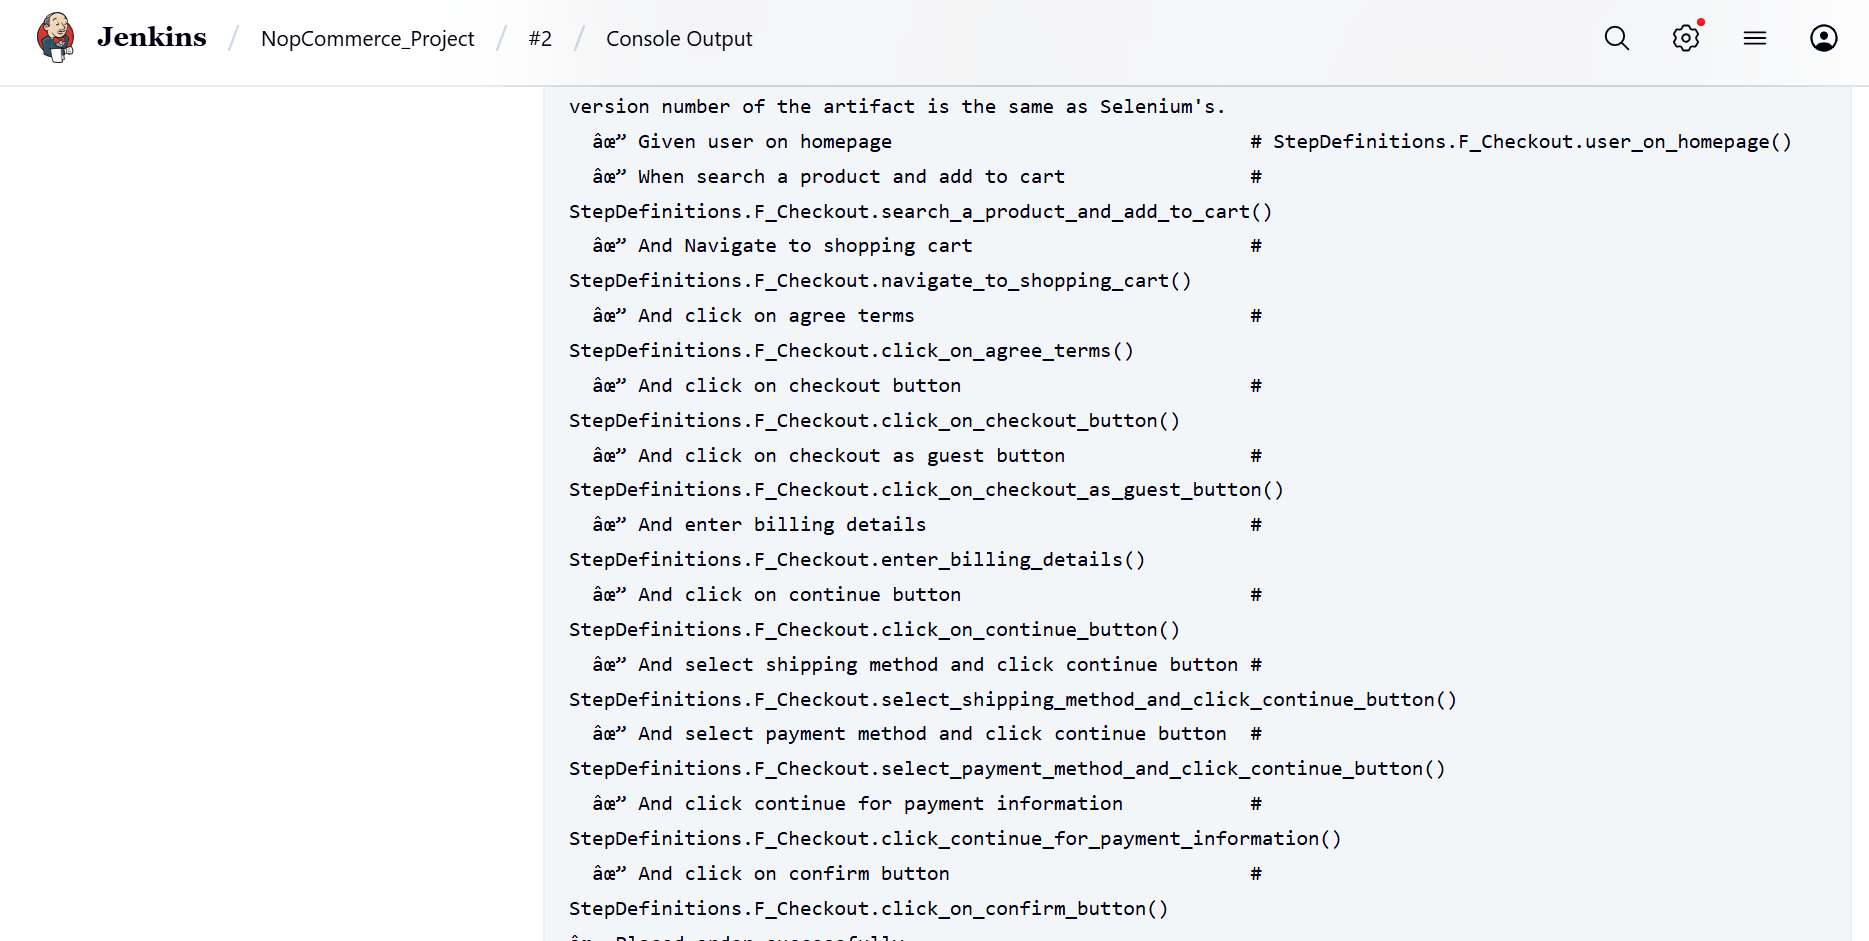 Jenkins / NopCommerce_Project / #2 / Console Output
version number of the artifact is the same as Selenium's.
âœ” Given user on homepage # StepDefinitions.F_Checkout.user_on_homepage()
âœ” When search a product and add to cart #
StepDefinitions.F_Checkout.search_a_product_and_add_to_cart()
âœ” And Navigate to shopping cart #
StepDefinitions.F_Checkout.navigate_to_shopping_cart()
âœ” And click on agree terms #
StepDefinitions.F_Checkout.click_on_agree_terms()
âœ” And click on checkout button #
StepDefinitions.F_Checkout.click_on_checkout_button()
âœ” And click on checkout as guest button #
StepDefinitions.F_Checkout.click_on_checkout_as_guest_button()
âœ” And enter billing details #
StepDefinitions.F_Checkout.enter_billing_details()
âœ” And click on continue button #
StepDefinitions.F_Checkout.click_on_continue_button()
âœ” And select shipping method and click continue button #
StepDefinitions.F_Checkout.select_shipping_method_and_click_continue_button()
âœ” And select payment method and click continue button #
StepDefinitions.F_Checkout.select_payment_method_and_click_continue_button()
âœ” And click continue for payment information #
StepDefinitions.F_Checkout.click_continue_for_payment_information()
âœ” And click on confirm button #
StepDefinitions.F_Checkout.click_on_confirm_button()
Placed order successfully